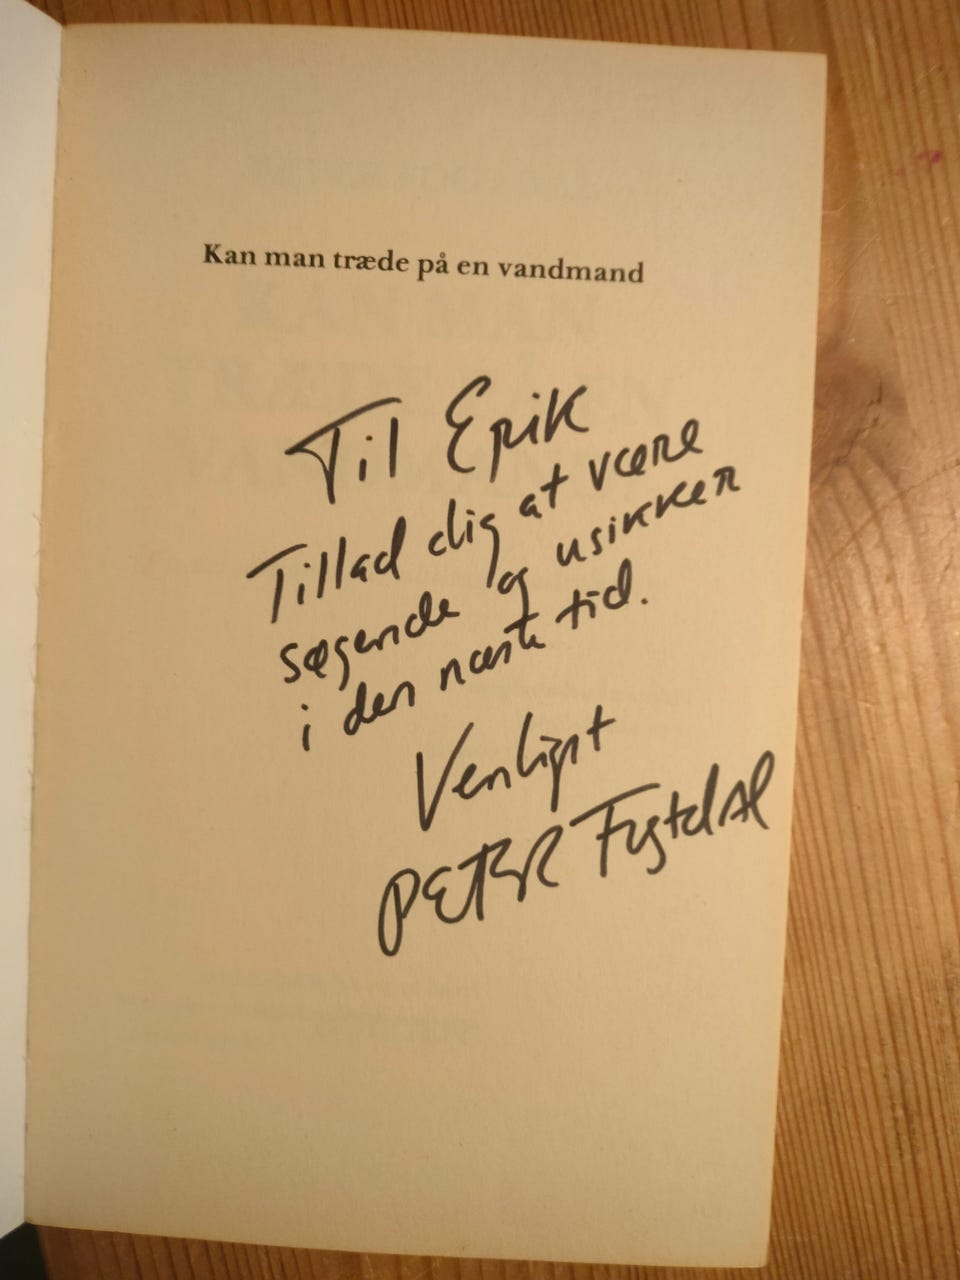 Kan man træde på en vandmand
Til Erik
Tillad dig at være
søgende og usikker
i den næste tid.
Venligst
PETER Fystdal